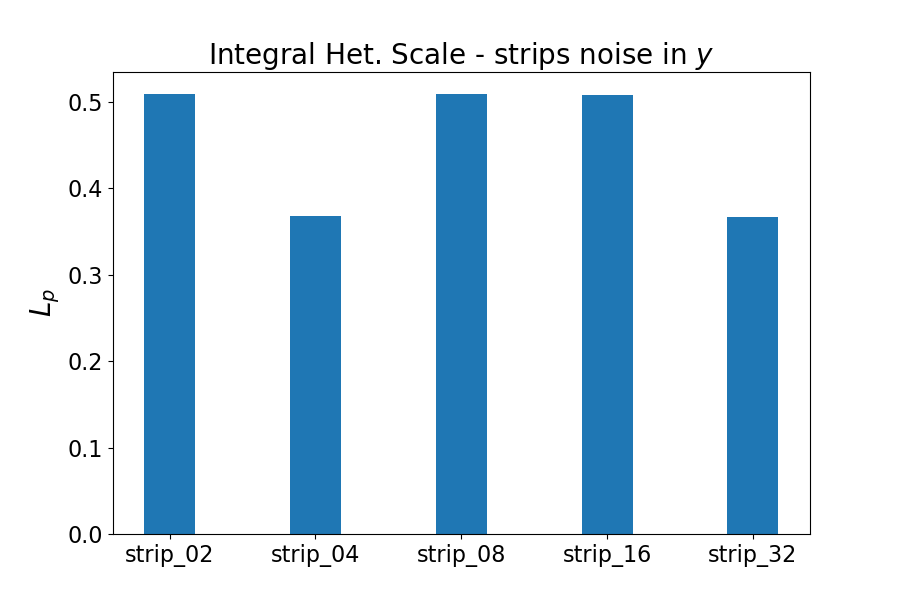 Integral Het. Scale - strips noise in y
0.5
0.4
0.3
0.2
0.1
0.0
L_p
strip_02 strip_04 strip_08 strip_16 strip_32